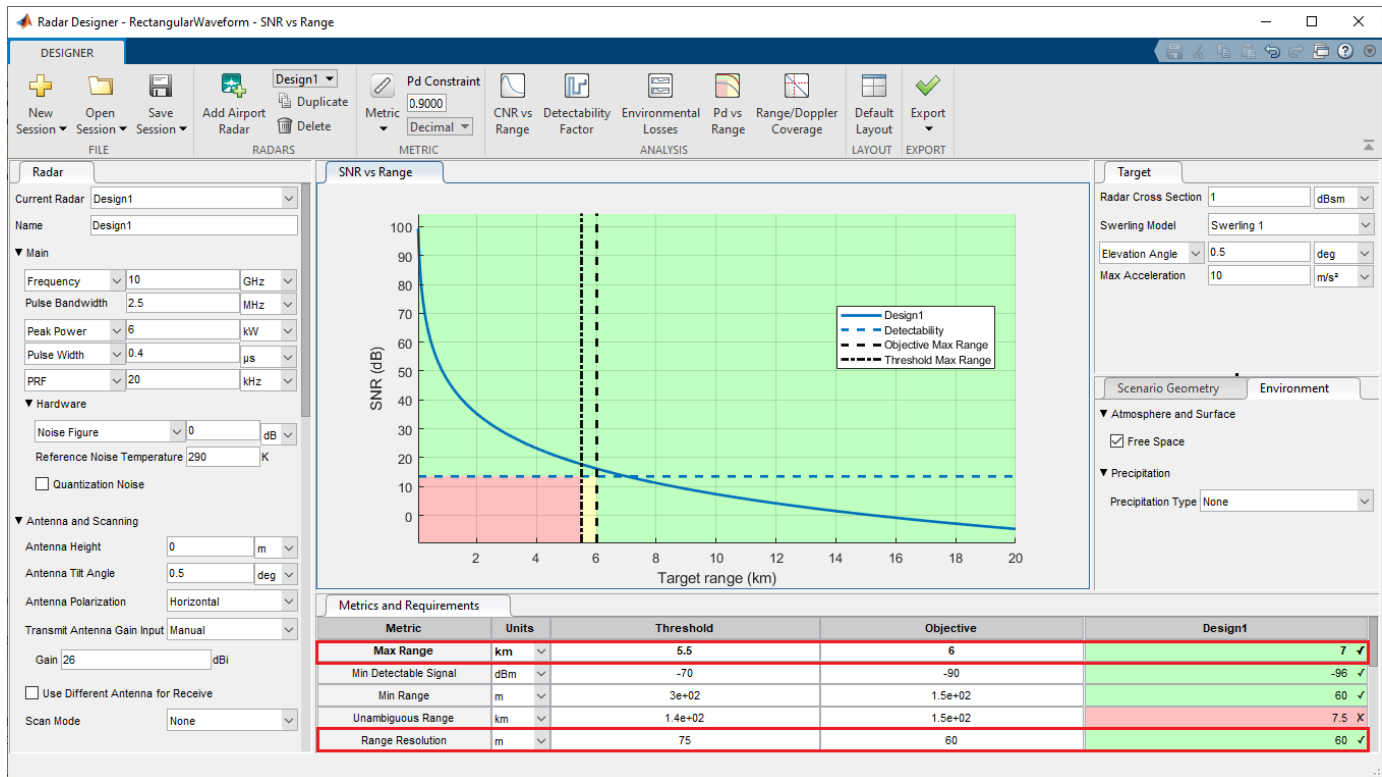 Radar Designer - RectangularWaveform - SNR vs Range
DESIGNER
New Session
Open Session
Save Session
FILE
Add Airport Radar
Design1
Duplicate
Delete
RADARS
Metric
Pd Constraint
0.9000
Decimal
METRIC
CNR vs Range
Detectability Factor
Environmental Losses
Pd vs Range
Range/Doppler Coverage
ANALYSIS
Default Layout
LAYOUT
Export
EXPORT
Radar
Current Radar Design1
Name Design1
Main
Frequency 10 GHz
Pulse Bandwidth 2.5 MHz
Peak Power 6 kW
Pulse Width 0.4 µs
PRF 20 kHz
Hardware
Noise Figure 0 dB
Reference Noise Temperature 290 K
Quantization Noise
Antenna and Scanning
Antenna Height 0 m
Antenna Tilt Angle 0.5 deg
Antenna Polarization Horizontal
Transmit Antenna Gain Input Manual
Gain 26 dBi
Use Different Antenna for Receive
Scan Mode None
SNR vs Range
100
90
80
70
60
50
40
30
20
10
0
SNR (dB)
2 4 6 8 10 12 14 16 18 20
Target range (km)
Design1
Detectability
Objective Max Range
Threshold Max Range
Metrics and Requirements
Metric Units Threshold Objective Design1
Max Range km 5.5 6 7 ✓
Min Detectable Signal dBm -70 -90 -96 ✓
Min Range m 3e+02 1.5e+02 60 ✓
Unambiguous Range km 1.4e+02 1.5e+02 7.5 X
Range Resolution m 75 60 60 ✓
Target
Radar Cross Section 1 dBsm
Swerling Model Swerling 1
Elevation Angle 0.5 deg
Max Acceleration 10 m/s²
Scenario Geometry
Environment
Atmosphere and Surface
Free Space
Precipitation
Precipitation Type None